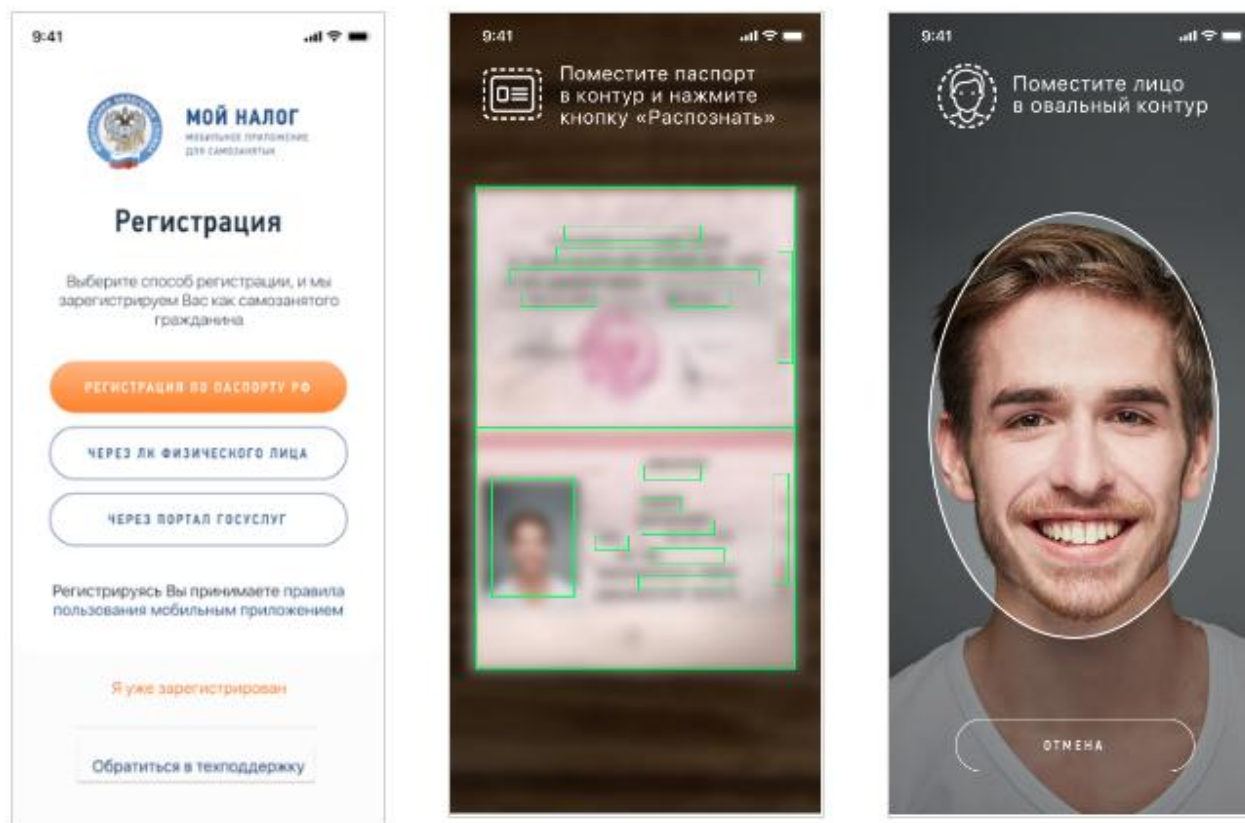 9:41
МОЙ НАЛОГ
МОБИЛЬНОЕ ПРИЛОЖЕНИЕ
ДЛЯ САМОЗАНЯТЫХ
Регистрация
Выберите способ регистрации, и мы
зарегистрируем Вас как самозанятого
гражданина
РЕГИСТРАЦИЯ ПО ПАСПОРТУ РФ
ЧЕРЕЗ ЛК ФИЗИЧЕСКОГО ЛИЦА
ЧЕРЕЗ ПОРТАЛ ГОСУСЛУГ
Регистрируясь Вы принимаете правила
пользования мобильным приложением
Я уже зарегистрирован
Обратиться в техподдержку
9:41
Поместите паспорт
в контур и нажмите
кнопку «Распознать»
9:41
Поместите лицо
в овальный контур
ОТМЕНА